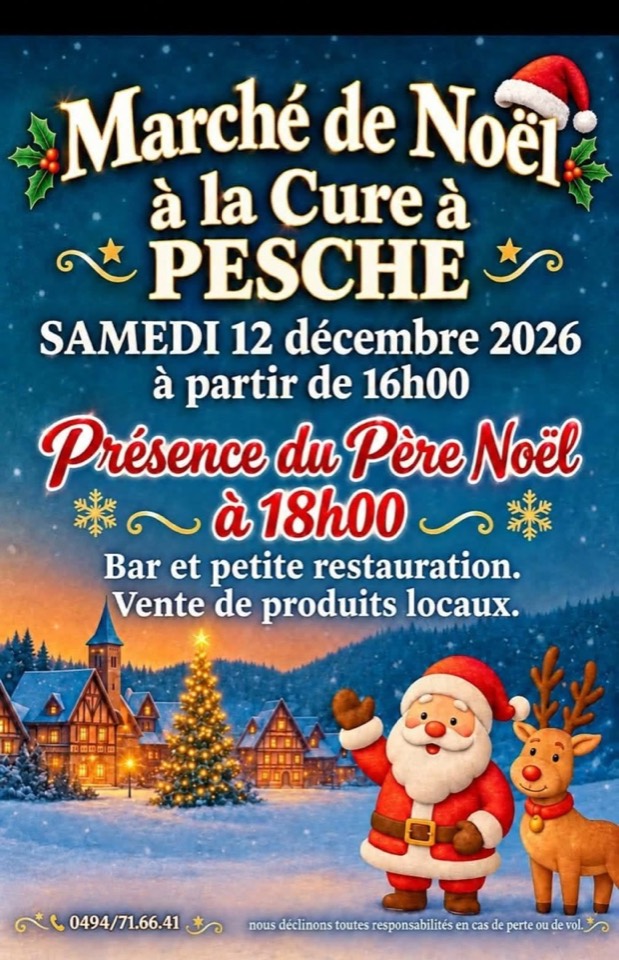 Marché de Noël
à la Cure à
PESCHE
SAMEDI 12 décembre 2026
à partir de 16h00
Présence du Père Noël
à 18h00
Bar et petite restauration.
Vente de produits locaux.
0494/71.66.41
nous déclinons toutes responsabilités en cas de perte ou de vol.